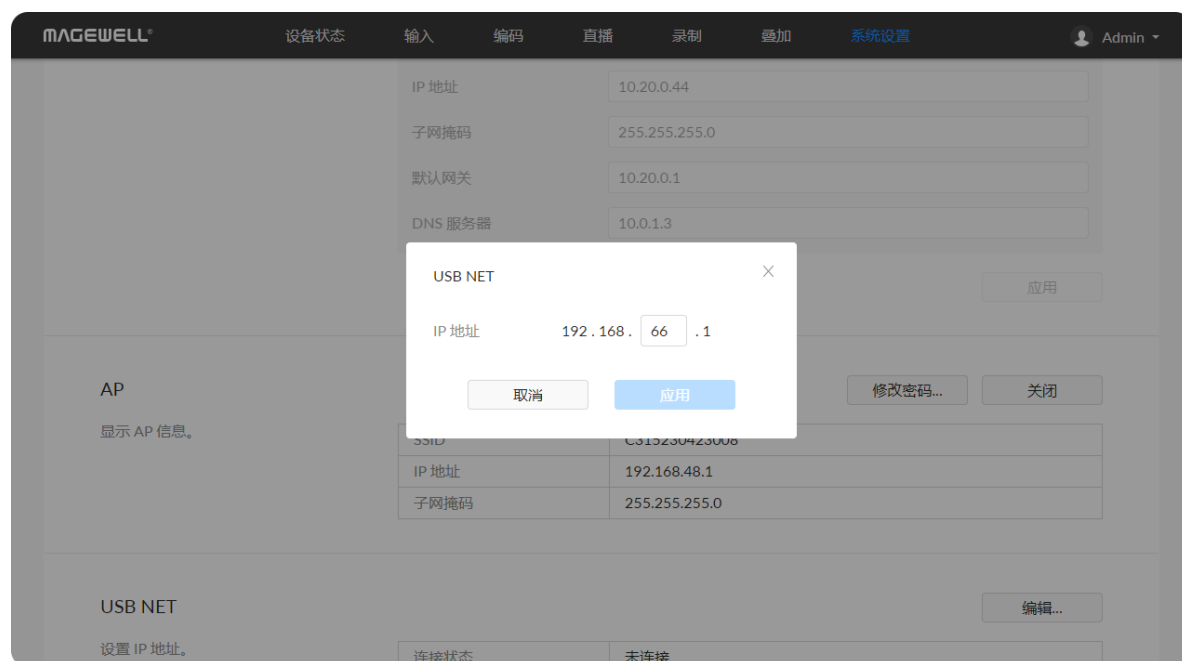 MAGEWELL® 设备状态 输入 编码 直播 录制 叠加 系统设置 Admin
IP 地址 10.20.0.44
子网掩码 255.255.255.0
默认网关 10.20.0.1
DNS 服务器 10.0.1.3
应用
USB NET
IP 地址 192 . 168 . 66 . 1
取消 应用
AP 修改密码... 关闭
显示 AP 信息。
SSID C315230423008
IP 地址 192.168.48.1
子网掩码 255.255.255.0
USB NET 编辑...
设置 IP 地址。
连接状态 未连接